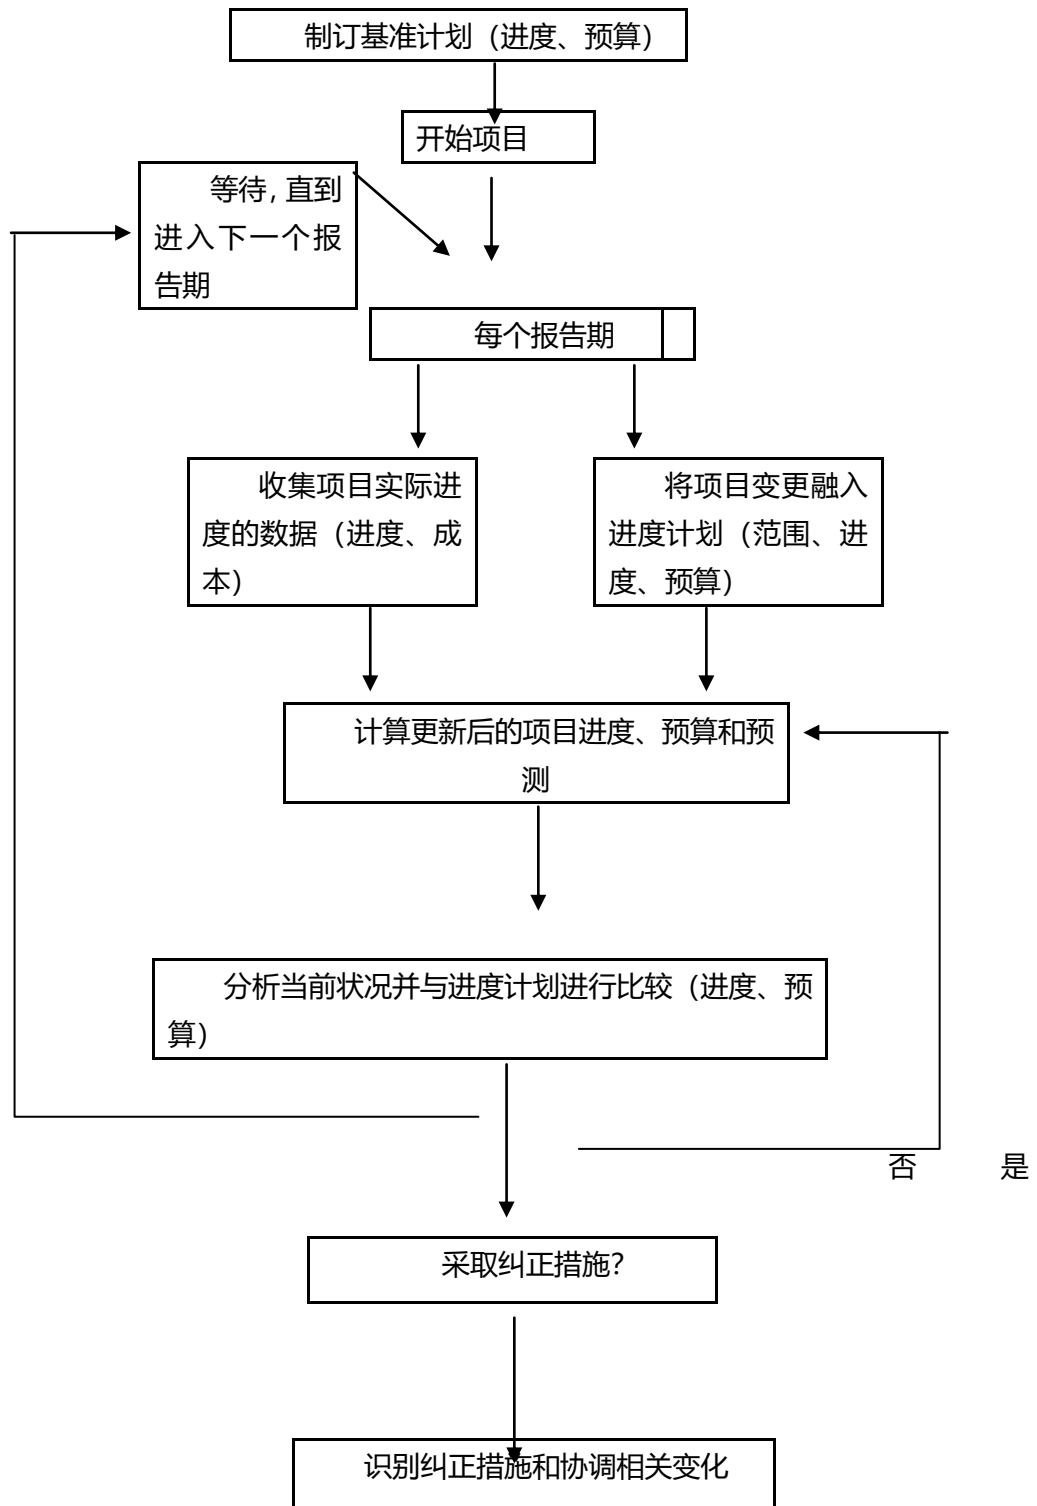 制订基准计划（进度、预算）
开始项目
等待，直到
进入下一个报
告期
每个报告期
收集项目实际进
度的数据（进度、成
本）
将项目变更融入
进度计划（范围、进
度、预算）
计算更新后的项目进度、预算和预
测
分析当前状况并与进度计划进行比较（进度、预
算）
否 是
采取纠正措施？
识别纠正措施和协调相关变化